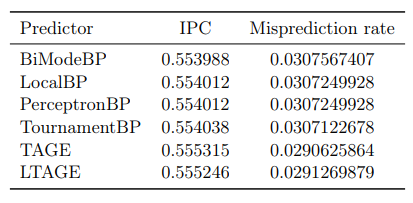 Predictor IPC Misprediction rate
BiModeBP 0.553988 0.0307567407
LocalBP 0.554012 0.0307249928
PerceptronBP 0.554012 0.0307249928
TournamentBP 0.554038 0.0307122678
TAGE 0.555315 0.0290625864
LTAGE 0.555246 0.0291269879